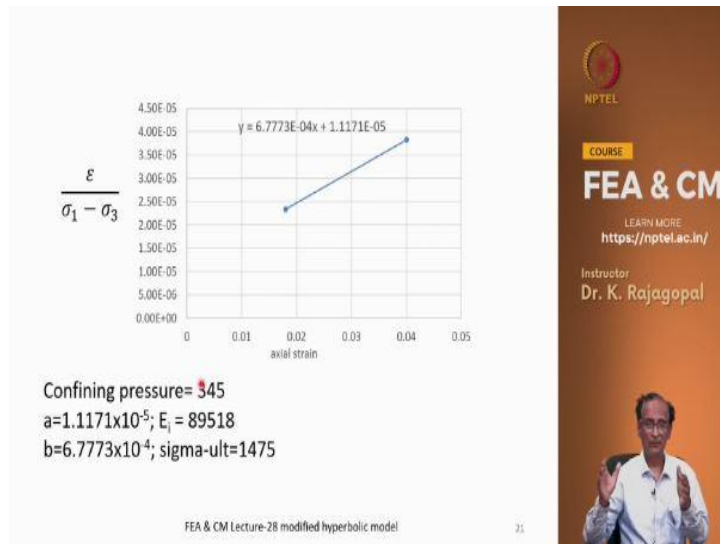 4.50E-05
4.00E-05
3.50E-05
3.00E-05
2.50E-05
2.00E-05
1.50E-05
1.00E-05
5.00E-06
0.00E+00
y = 6.7773E-04x + 1.1171E-05
ε
σ₁ − σ₃
0 0.01 0.02 0.03 0.04 0.05
axial strain
Confining pressure= 345
a=1.1171x10⁻⁵; Eᵢ = 89518
b=6.7773x10⁻⁴; sigma-ult=1475
FEA & CM Lecture-28 modified hyperbolic model
21
NPTEL
COURSE
FEA & CM
LEARN MORE
https://nptel.ac.in/
Instructor
Dr. K. Rajagopal